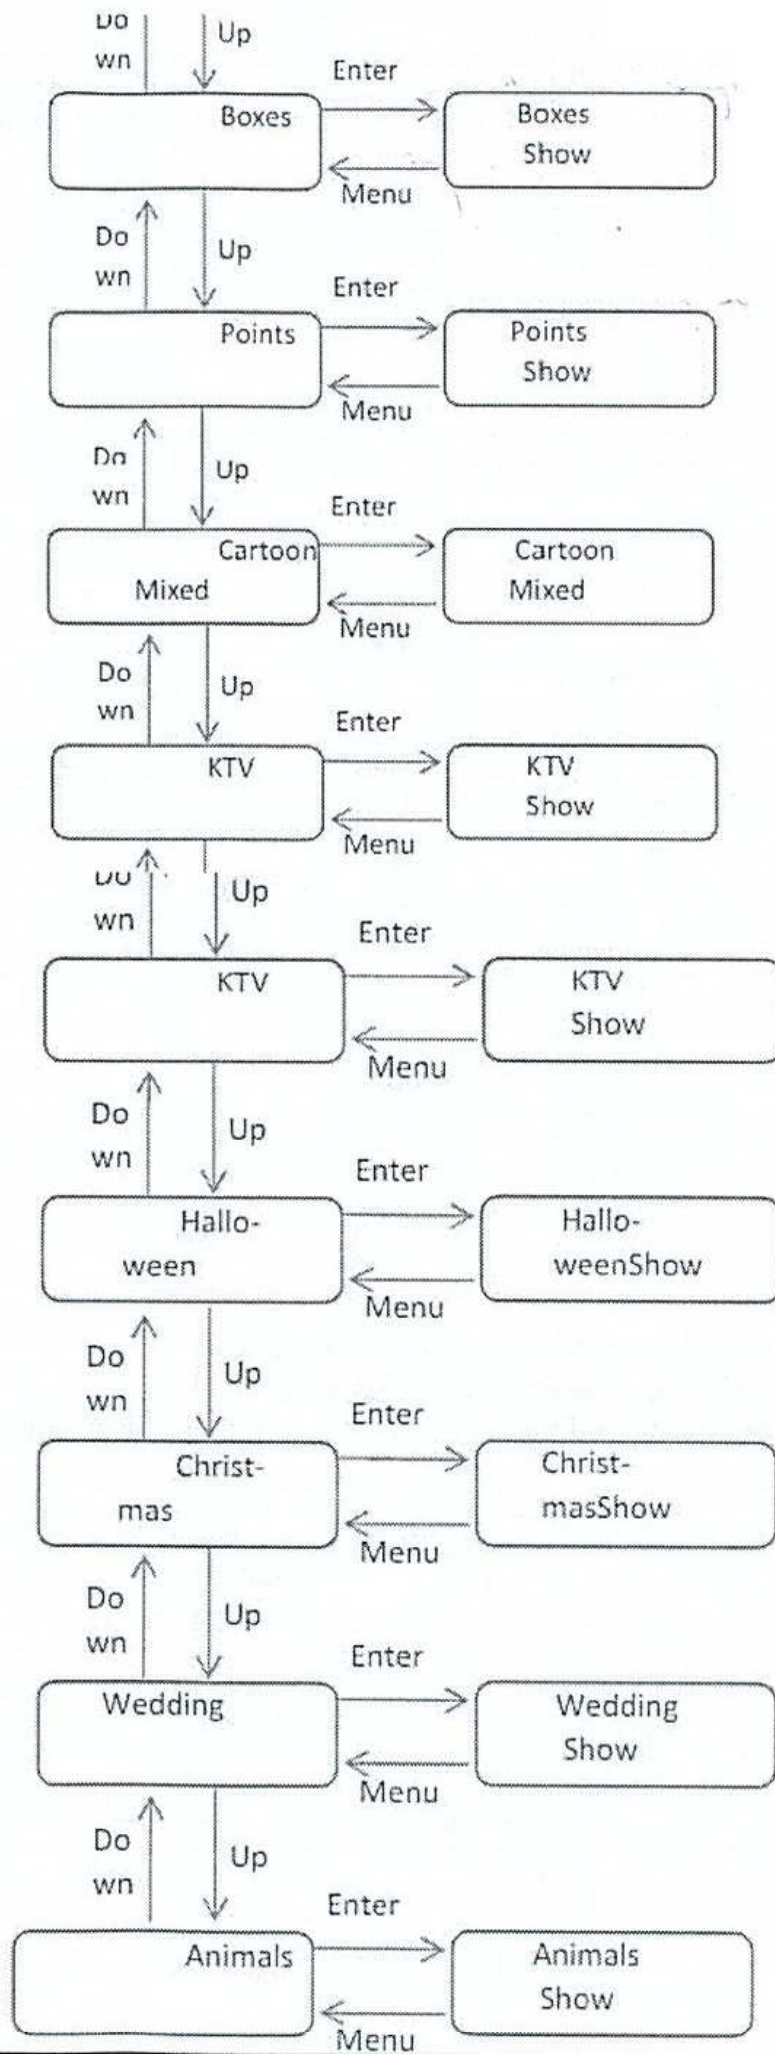 Do
wn
Up
Enter
Boxes
Boxes
Show
Menu
Do
wn
Up
Enter
Points
Points
Show
Menu
Do
wn
Up
Enter
Cartoon
Mixed
Cartoon
Mixed
Menu
Do
wn
Up
Enter
KTV
KTV
Show
Menu
Do
wn
Up
Enter
KTV
KTV
Show
Menu
Do
wn
Up
Enter
Hallo-
ween
Hallo-
weenShow
Menu
Do
wn
Up
Enter
Christ-
mas
Christ-
masShow
Menu
Do
wn
Up
Enter
Wedding
Wedding
Show
Menu
Do
wn
Up
Enter
Animals
Animals
Show
Menu